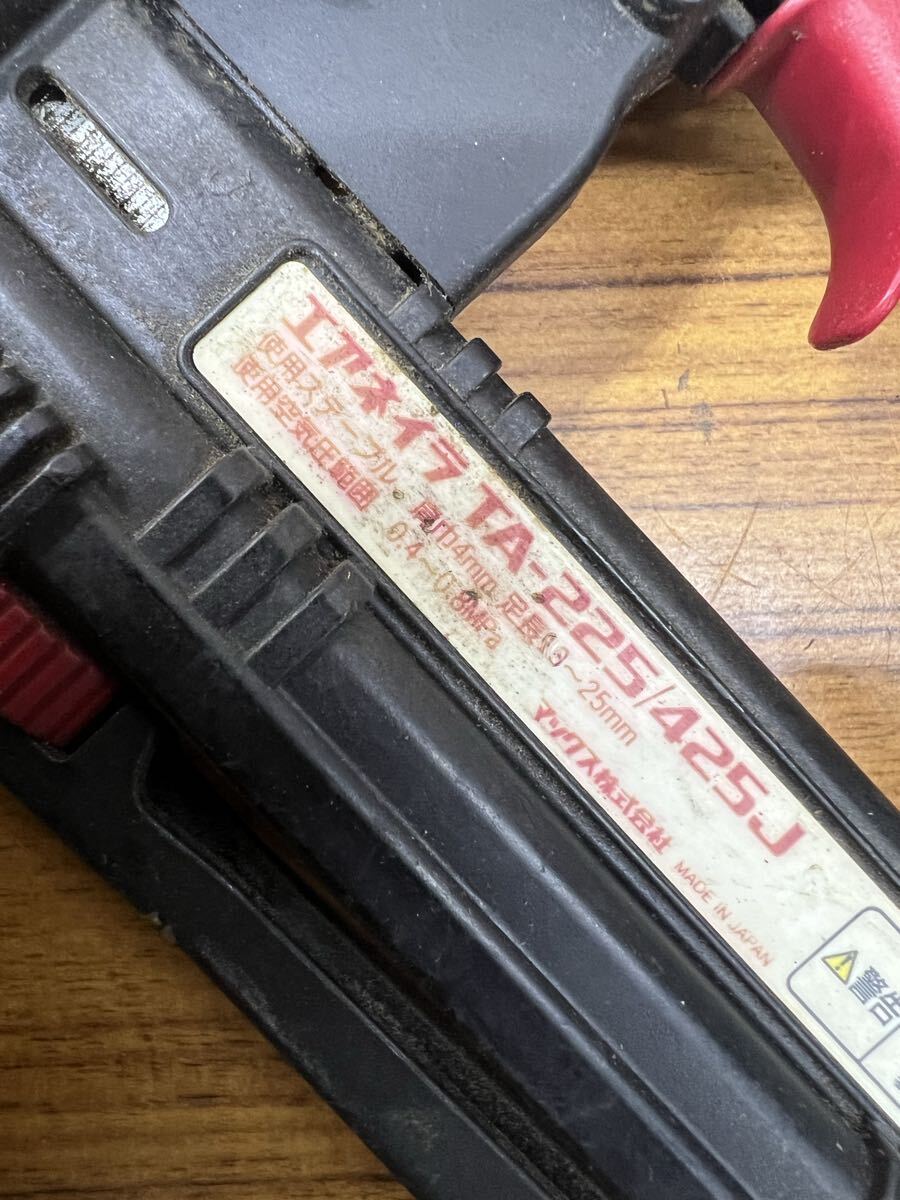 エアネイラ TA-225/425J
使用ステープル 肩巾4mm 足長 ~25mm
使用空気圧範囲 0.4~0.8MPa
マックス株式会社 MADE IN JAPAN
警告